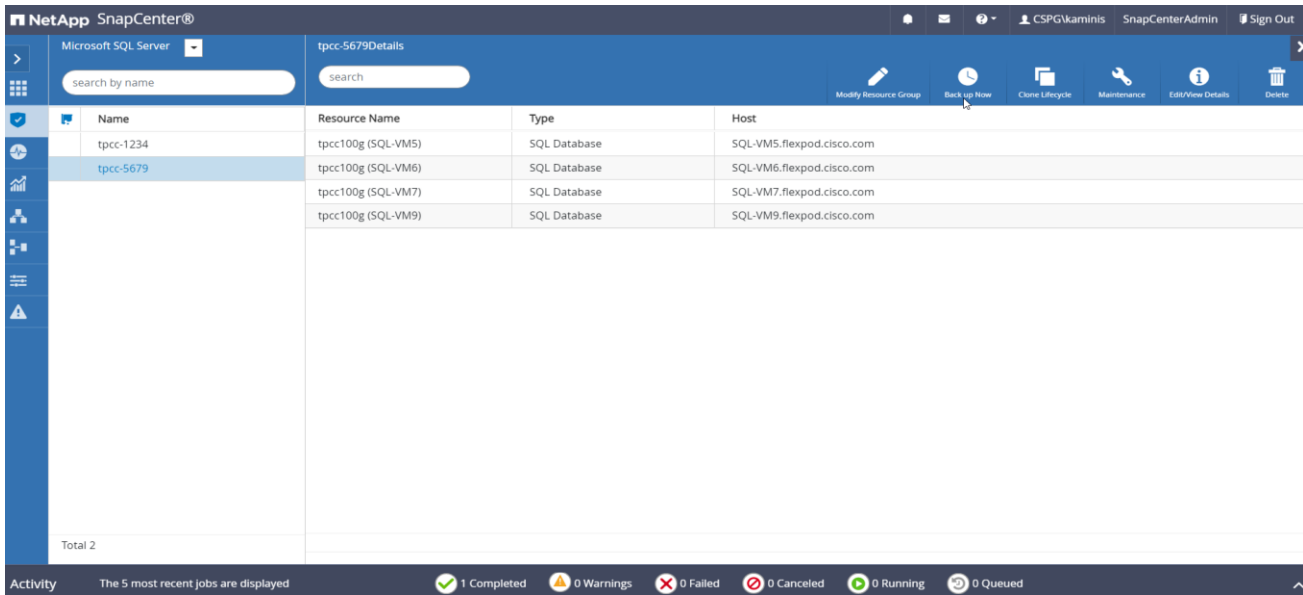 NetApp SnapCenter®
CSPG\kaminis SnapCenterAdmin Sign Out
Microsoft SQL Server
search by name
tpcc-5679Details
search
Modify Resource Group Back up Now Clone Lifecycle Maintenance Edit/View Details Delete
Name
tpcc-1234
tpcc-5679
Total 2
Resource Name Type Host
tpcc100g (SQL-VM5) SQL Database SQL-VM5.flexpod.cisco.com
tpcc100g (SQL-VM6) SQL Database SQL-VM6.flexpod.cisco.com
tpcc100g (SQL-VM7) SQL Database SQL-VM7.flexpod.cisco.com
tpcc100g (SQL-VM9) SQL Database SQL-VM9.flexpod.cisco.com
Activity The 5 most recent jobs are displayed 1 Completed 0 Warnings 0 Failed 0 Canceled 0 Running 0 Queued